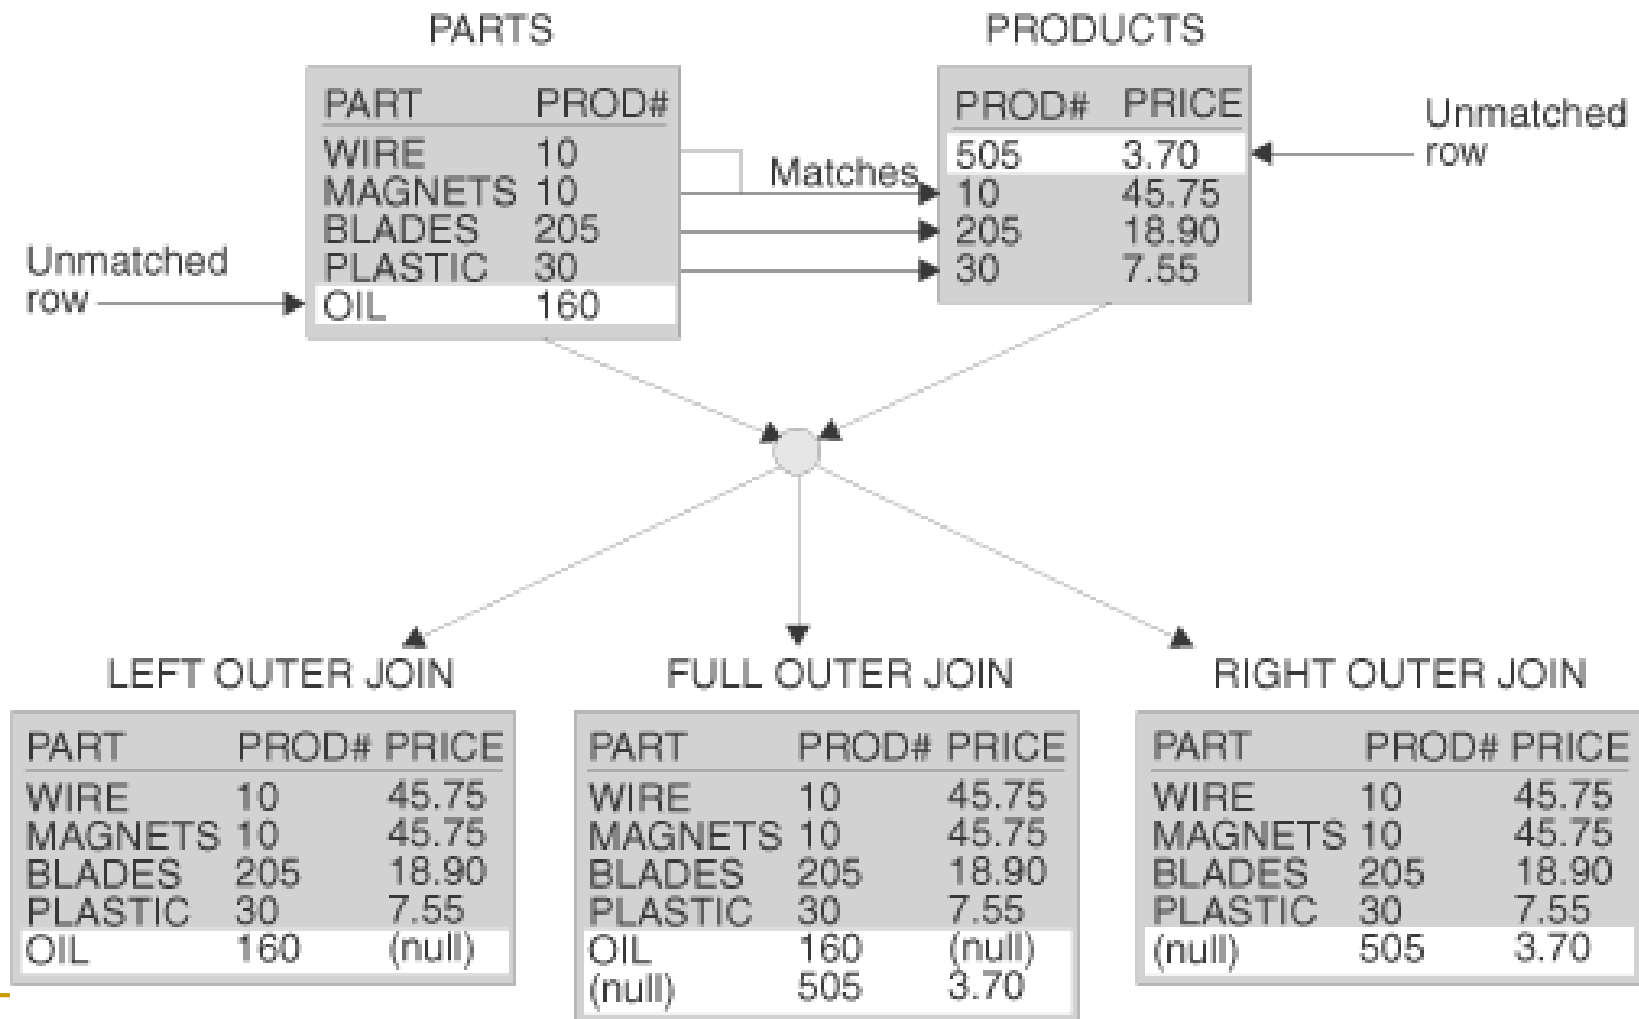 PARTS
PART PROD#
WIRE 10
MAGNETS 10
BLADES 205
PLASTIC 30
OIL 160
Unmatched
row
Matches
PRODUCTS
PROD# PRICE
505 3.70
10 45.75
205 18.90
30 7.55
Unmatched
row
LEFT OUTER JOIN
PART PROD# PRICE
WIRE 10 45.75
MAGNETS 10 45.75
BLADES 205 18.90
PLASTIC 30 7.55
OIL 160 (null)
FULL OUTER JOIN
PART PROD# PRICE
WIRE 10 45.75
MAGNETS 10 45.75
BLADES 205 18.90
PLASTIC 30 7.55
OIL 160 (null)
(null) 505 3.70
RIGHT OUTER JOIN
PART PROD# PRICE
WIRE 10 45.75
MAGNETS 10 45.75
BLADES 205 18.90
PLASTIC 30 7.55
(null) 505 3.70